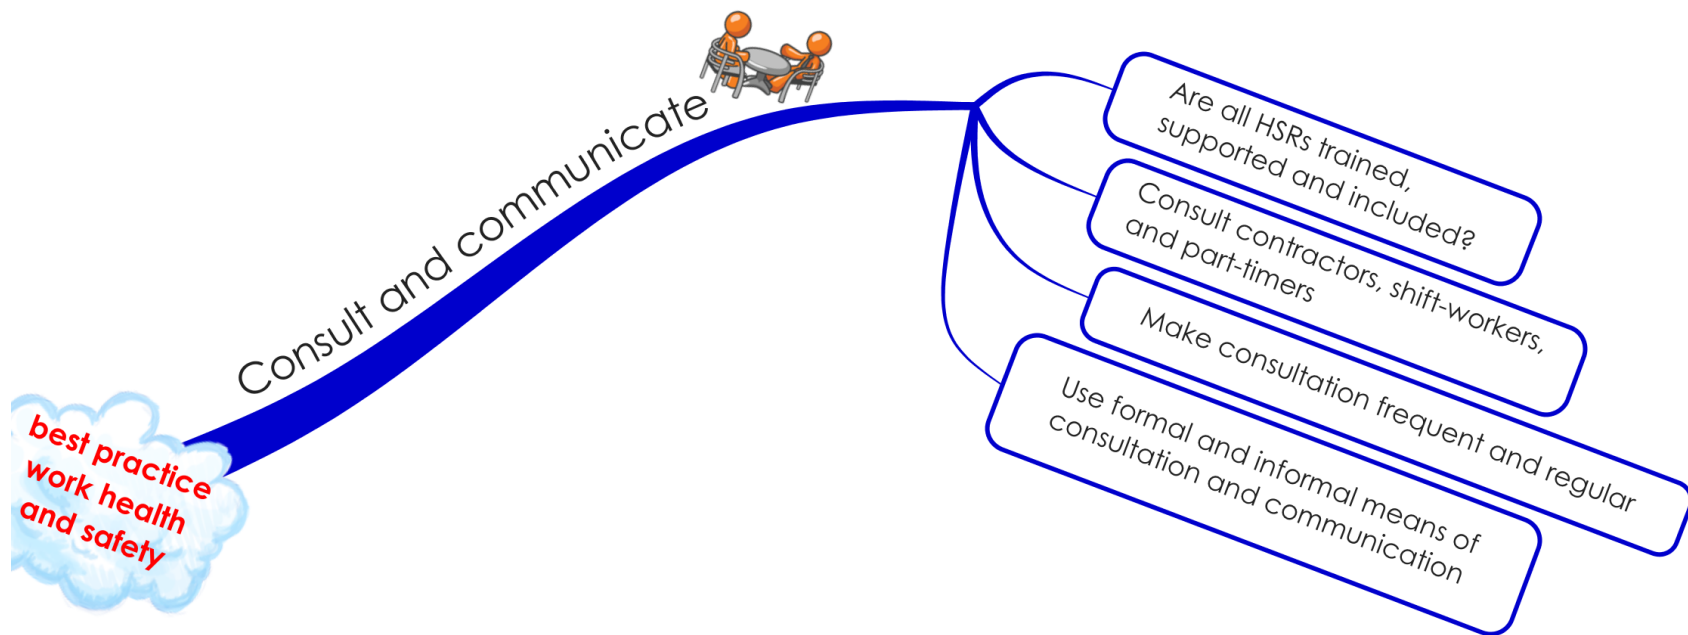 best practice
work health
and safety
Consult and communicate
Are all HSRs trained,
supported and included?
Consult contractors, shift-workers,
and part-timers
Make consultation frequent and regular
Use formal and informal means of
consultation and communication